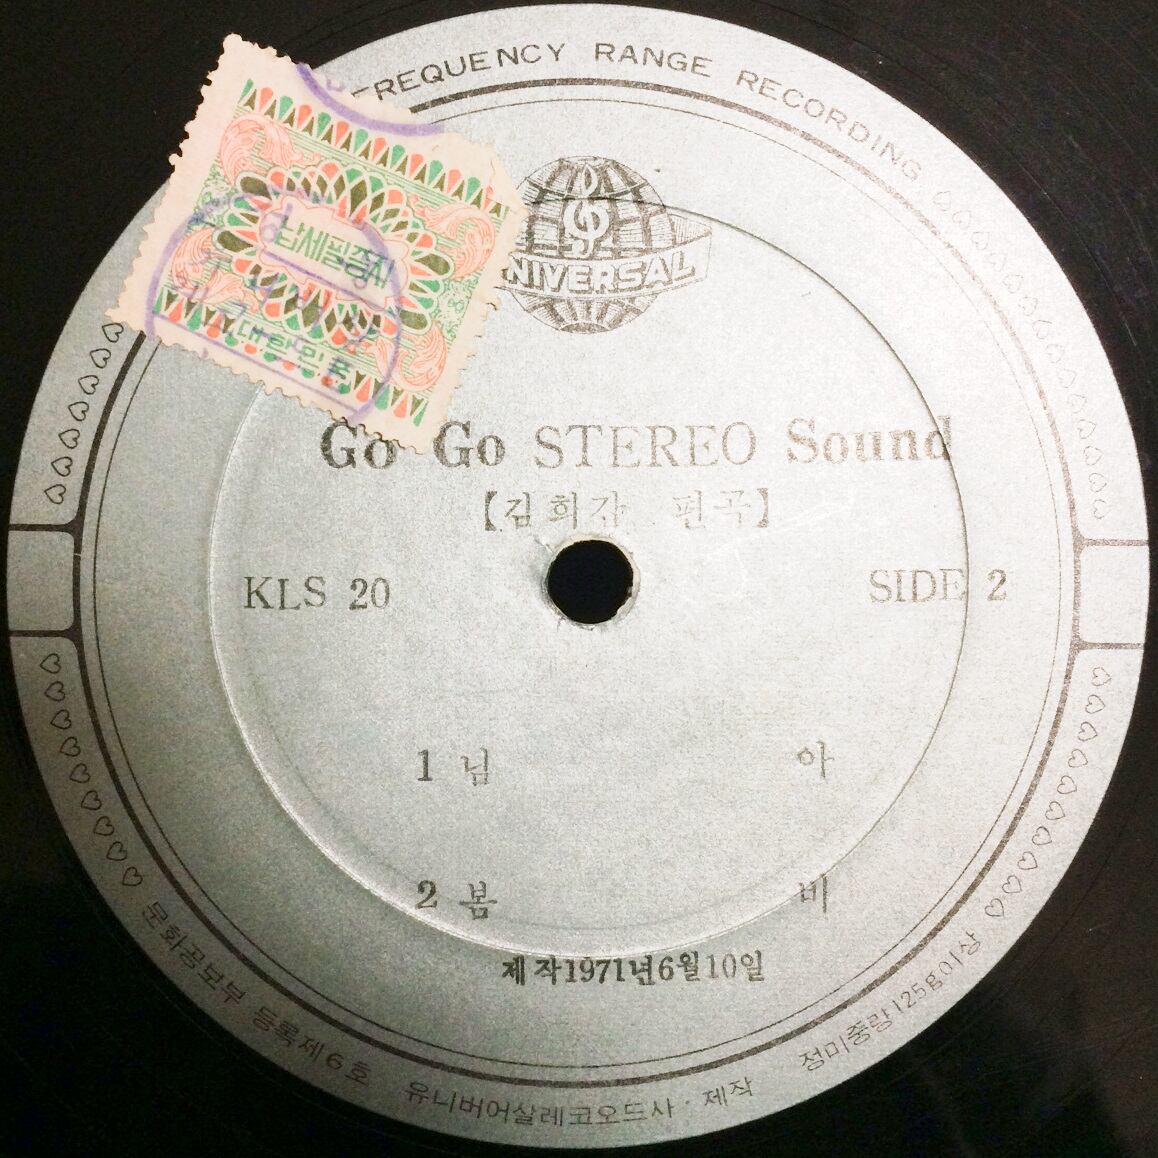 FREQUENCY RANGE RECORDING
UNIVERSAL
납세필증지
대한민국
Go Go STEREO Sound
【김희갑 편곡】
KLS 20
SIDE 2
1 님 아
2 봄 비
제작1971년6월10일
문화공보부 등록제6호 유니버어살레코오드사·제작 정미중량125g이상